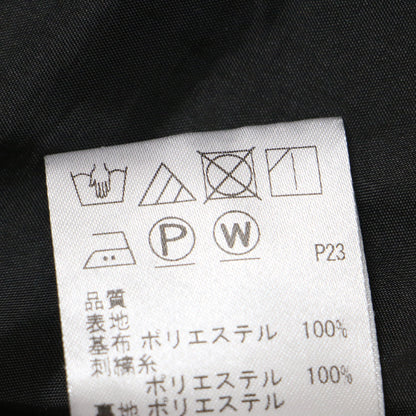 P W P23
品質
表地
基布 ポリエステル 100%
刺繍糸
ポリエステル 100%
裏地 ポリエステル